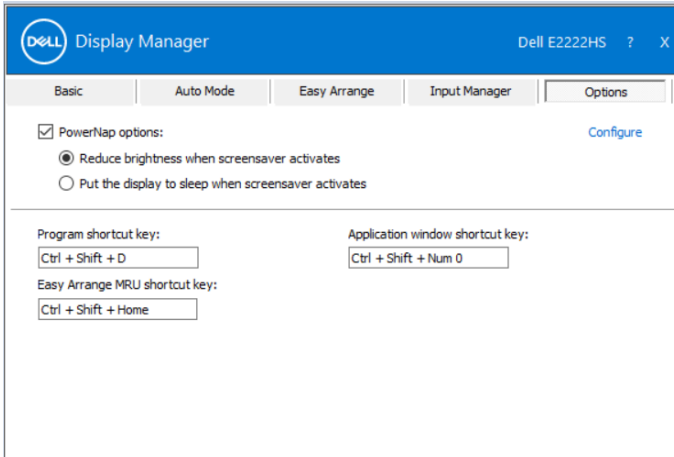 DELL Display Manager Dell E2222HS ? X
Basic Auto Mode Easy Arrange Input Manager Options
PowerNap options: Configure
Reduce brightness when screensaver activates
Put the display to sleep when screensaver activates
Program shortcut key: Application window shortcut key:
Ctrl + Shift + D Ctrl + Shift + Num 0
Easy Arrange MRU shortcut key:
Ctrl + Shift + Home